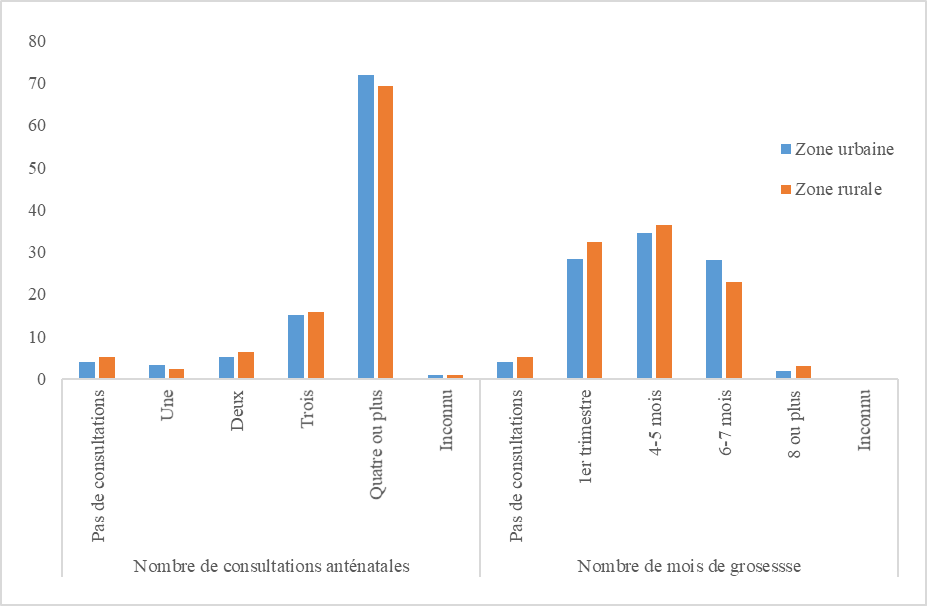 80
70
60
50
40
30
20
10
0
Zone urbaine
Zone rurale
Pas de consultations
Une
Deux
Trois
Quatre ou plus
Inconnu
Pas de consultations
1er trimestre
4-5 mois
6-7 mois
8 ou plus
Inconnu
Nombre de consultations anténatales
Nombre de mois de grosessse